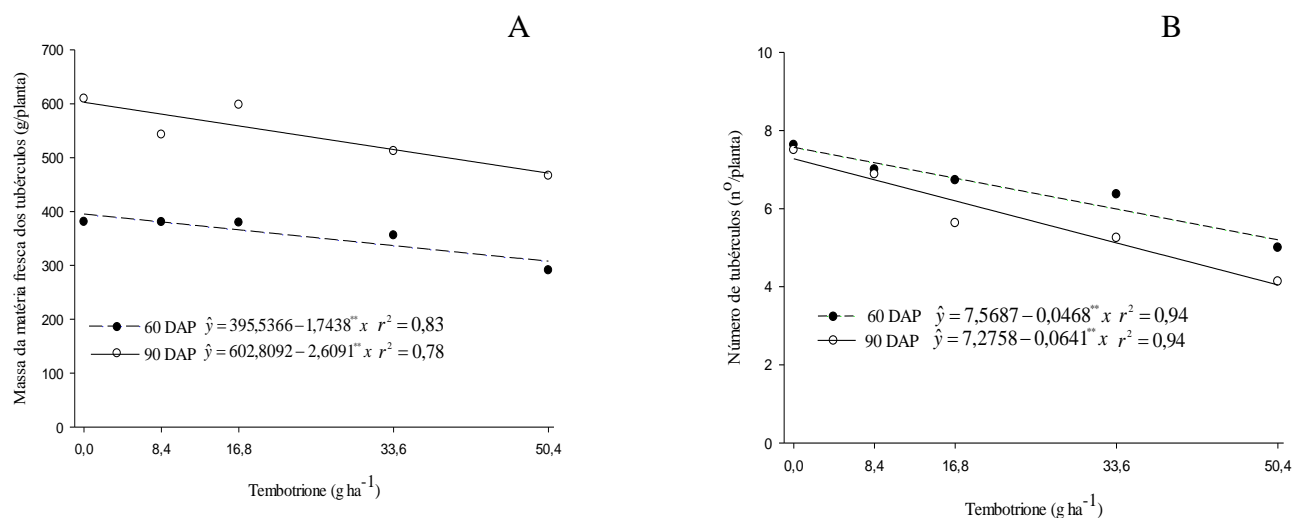 A
Massa da matéria fresca dos tubérculos (g/planta)
700
600
500
400
300
200
100
0
60 DAP ŷ = 395,5366 − 1,7438** x r² = 0,83
90 DAP ŷ = 602,8092 − 2,6091** x r² = 0,78
0,0 8,4 16,8 33,6 50,4
Tembotrione (g ha⁻¹)
B
Número de tubérculos (nº/planta)
10
8
6
4
2
0
60 DAP ŷ = 7,5687 − 0,0468** x r² = 0,94
90 DAP ŷ = 7,2758 − 0,0641** x r² = 0,94
0,0 8,4 16,8 33,6 50,4
Tembotrione (g ha⁻¹)